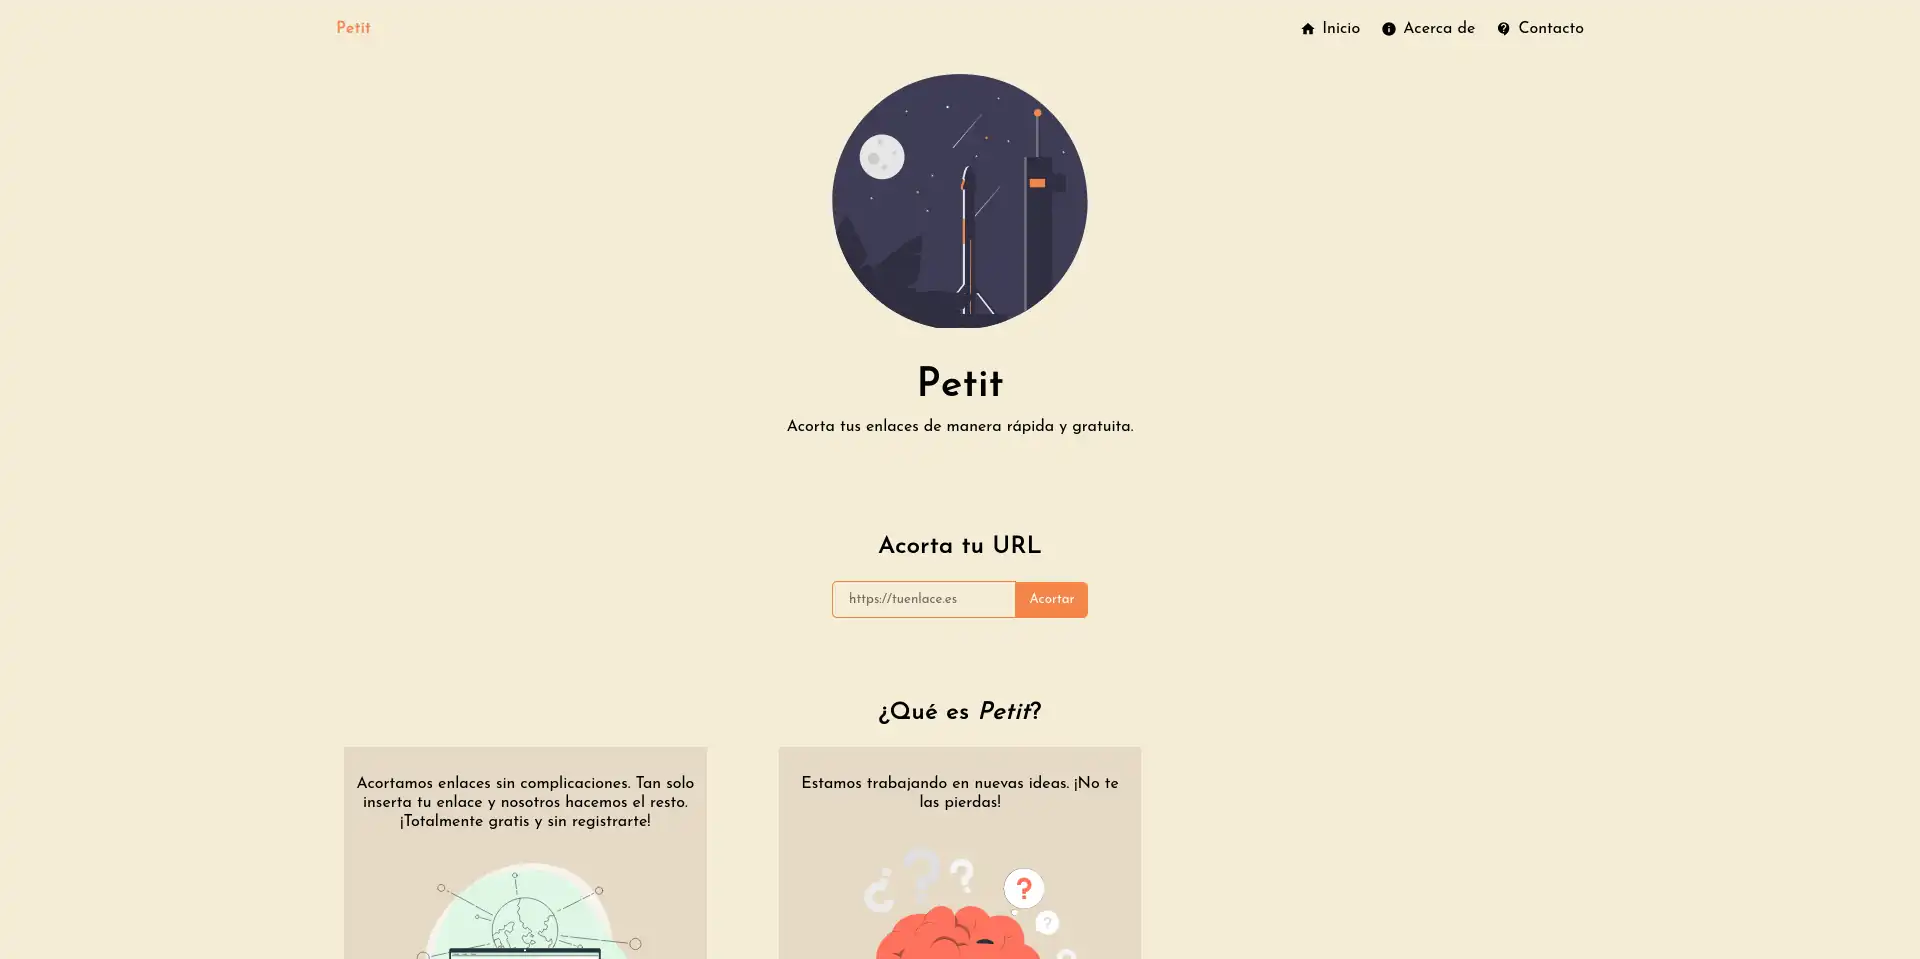 Petit
Inicio
Acerca de
Contacto
Petit
Acorta tus enlaces de manera rápida y gratuita.
Acorta tu URL
https://tuenlace.es
Acortar
¿Qué es Petit?
Acortamos enlaces sin complicaciones. Tan solo
inserta tu enlace y nosotros hacemos el resto.
¡Totalmente gratis y sin registrarte!
Estamos trabajando en nuevas ideas. ¡No te
las pierdas!
¿ ? ?
?
?